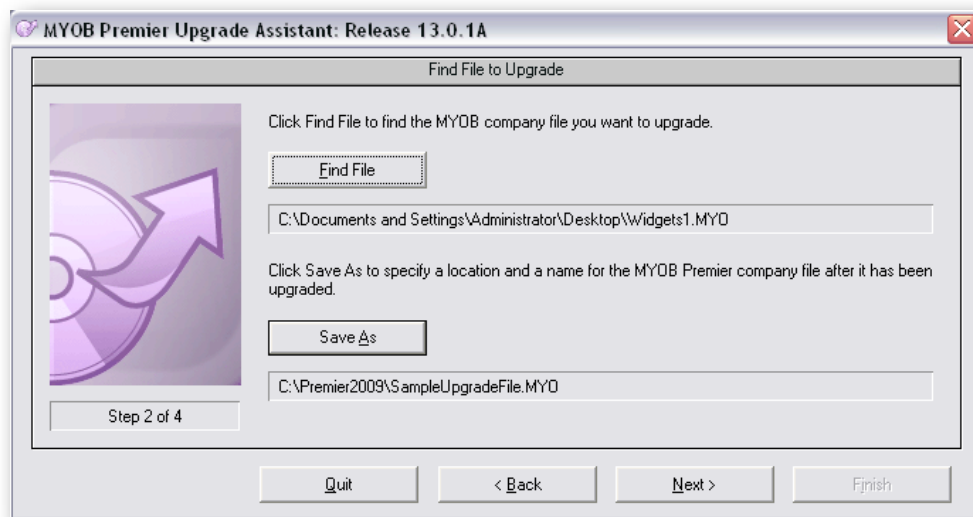 MYOB Premier Upgrade Assistant: Release 13.0.1A
Find File to Upgrade
Click Find File to find the MYOB company file you want to upgrade.
Find File
C:\Documents and Settings\Administrator\Desktop\Widgets1.MYO
Click Save As to specify a location and a name for the MYOB Premier company file after it has been
upgraded.
Save As
C:\Premier2009\SampleUpgradeFile.MYO
Step 2 of 4
Quit
< Back
Next >
Finish